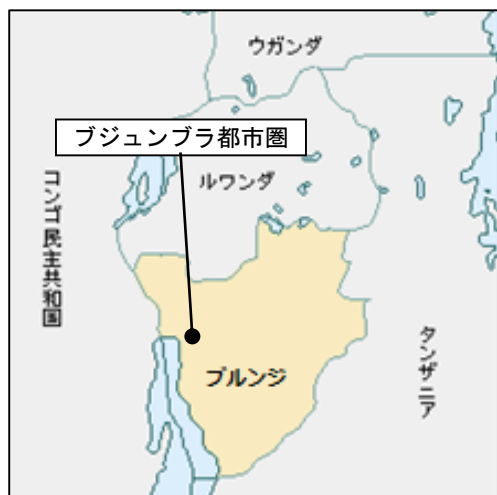 ウガンダ
ブジュンブラ都市圏
ルワンダ
コンゴ民主共和国
タンザニア
ブルンジ